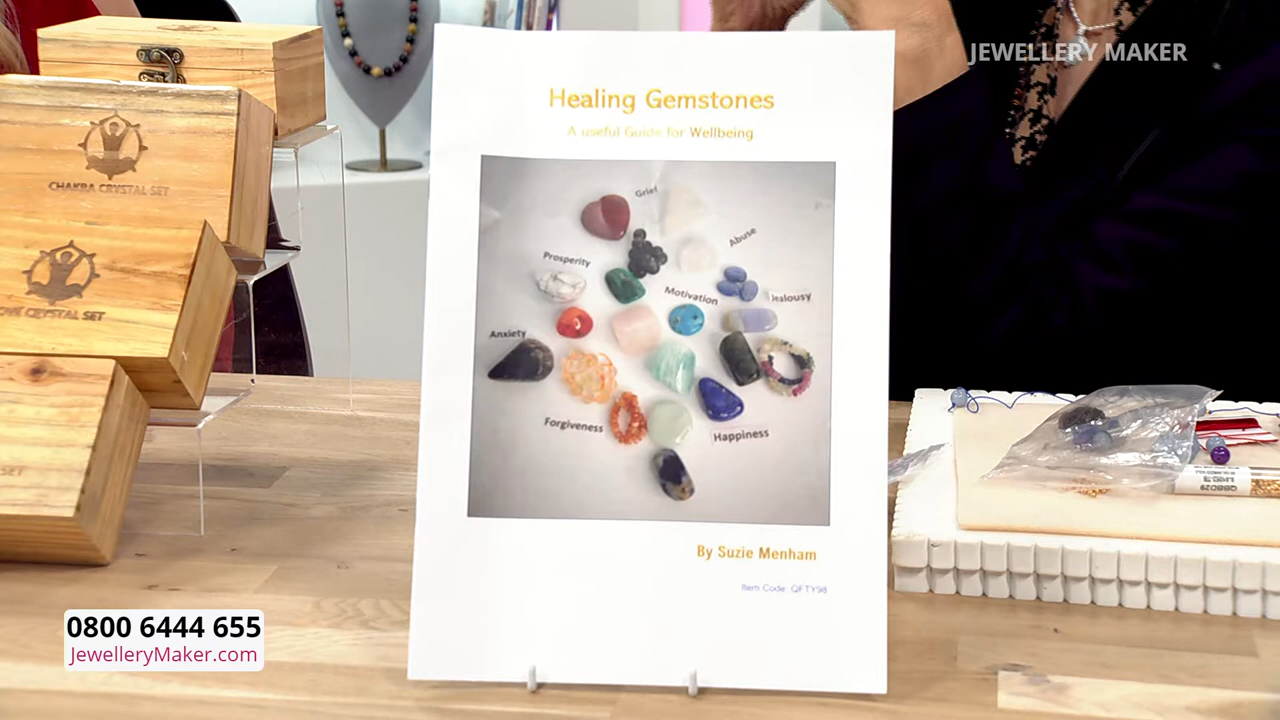 JEWELLERY MAKER
CHAKRA CRYSTAL SET
CRYSTAL SET
SET
Healing Gemstones
A useful Guide for Wellbeing
Grief
Abuse
Prosperity
Motivation
Jealousy
Anxiety
Forgiveness
Happiness
By Suzie Menham
Item Code: QFTY98
QBBD29
0800 6444 655
JewelleryMaker.com